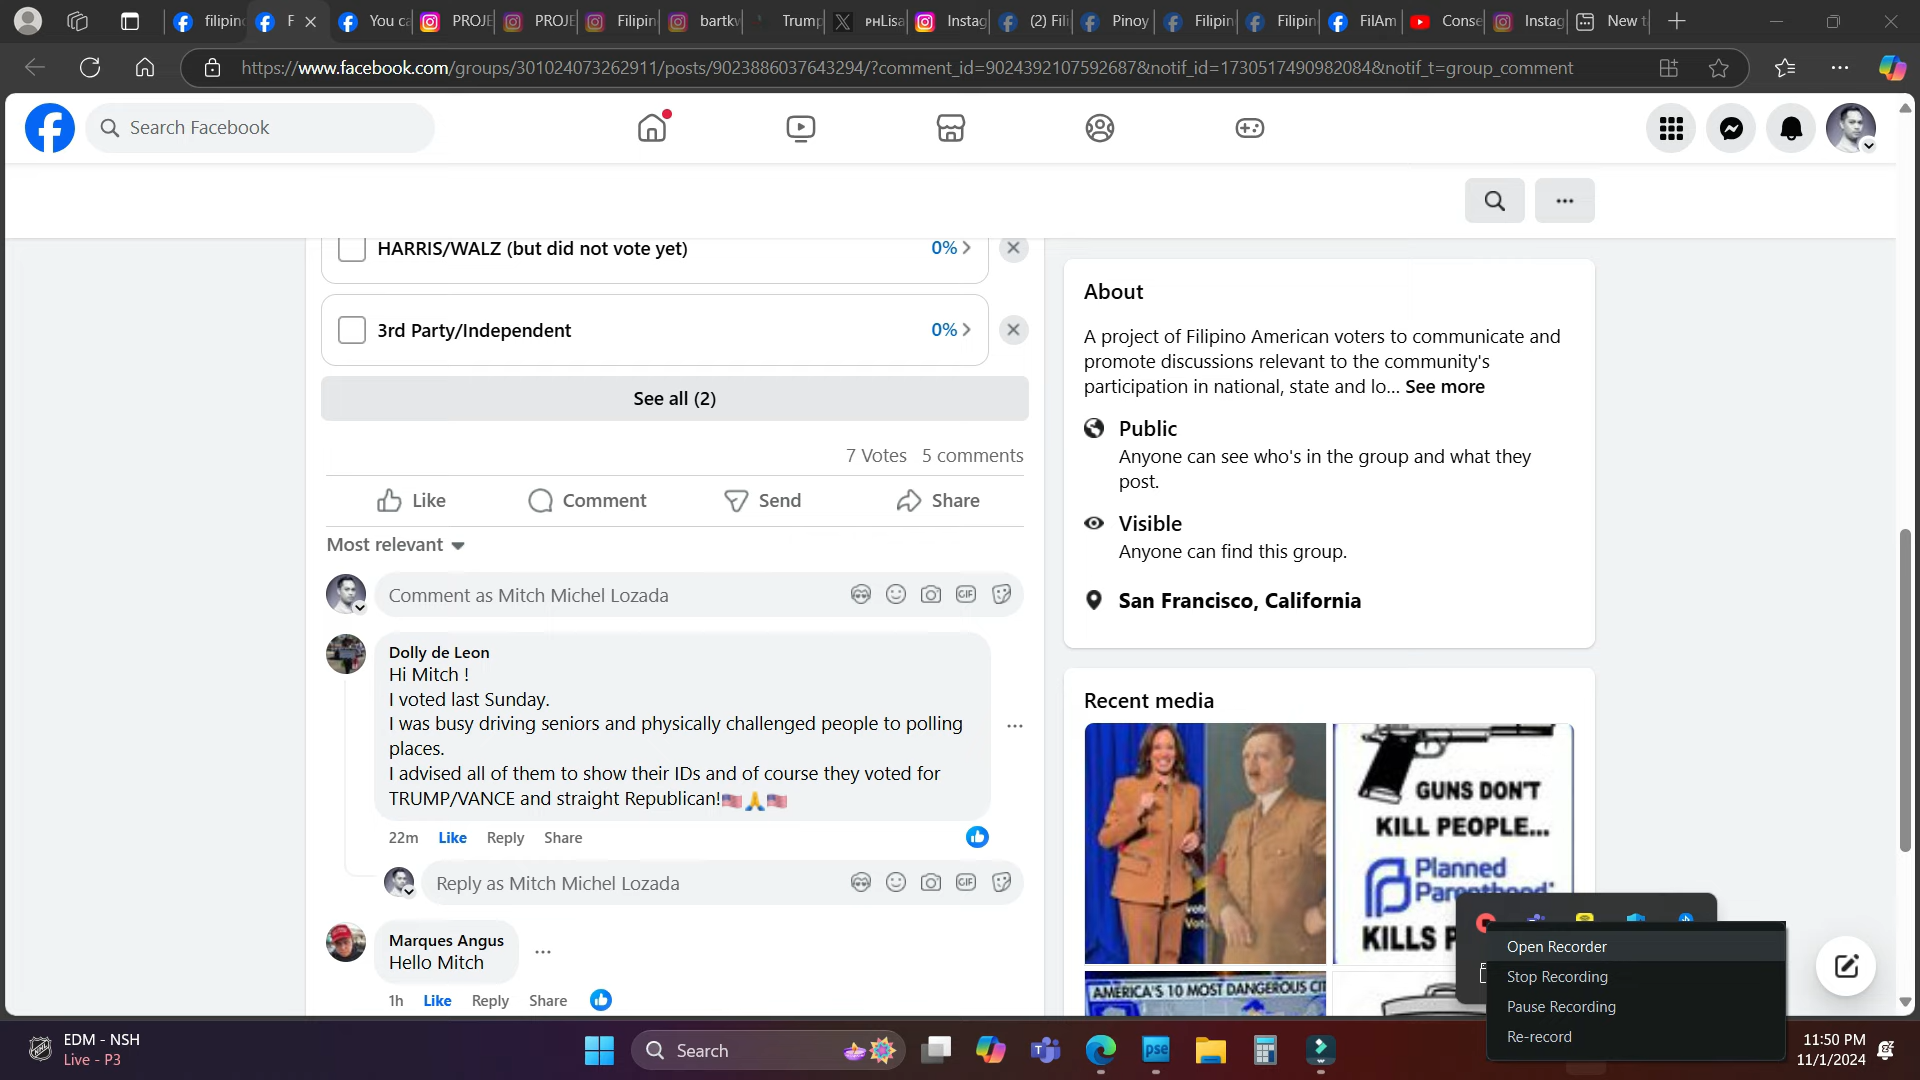 filipin
F
You ca
PROJE
PROJE
Filipin
bartkv
Trump
PHLisa
Instag
(2) Fili
Pinoy
Filipin
Filipin
FilAm
Conse
Instag
New t
https://www.facebook.com/groups/301024073262911/posts/9023886037643294/?comment_id=9024392107592687&notif_id=1730517490982084&notif_t=group_comment
Search Facebook
HARRIS/WALZ (but did not vote yet)
0%
3rd Party/Independent
0%
See all (2)
7 Votes 5 comments
Like Comment Send Share
Most relevant
Comment as Mitch Michel Lozada
GIF
Dolly de Leon
Hi Mitch !
I voted last Sunday.
I was busy driving seniors and physically challenged people to polling
places.
I advised all of them to show their IDs and of course they voted for
TRUMP/VANCE and straight Republican!🇺🇸🙏🇺🇸
22m Like Reply Share
Reply as Mitch Michel Lozada
GIF
Marques Angus
Hello Mitch
1h Like Reply Share
About
A project of Filipino American voters to communicate and
promote discussions relevant to the community's
participation in national, state and lo... See more
Public
Anyone can see who's in the group and what they
post.
Visible
Anyone can find this group.
San Francisco, California
Recent media
GUNS DON'T
KILL PEOPLE...
Planned
Parenthood
KILLS P
AMERICA'S 10 MOST DANGEROUS CIT
Open Recorder
Stop Recording
Pause Recording
Re-record
EDM - NSH
Live - P3
Search
pse
11:50 PM
11/1/2024